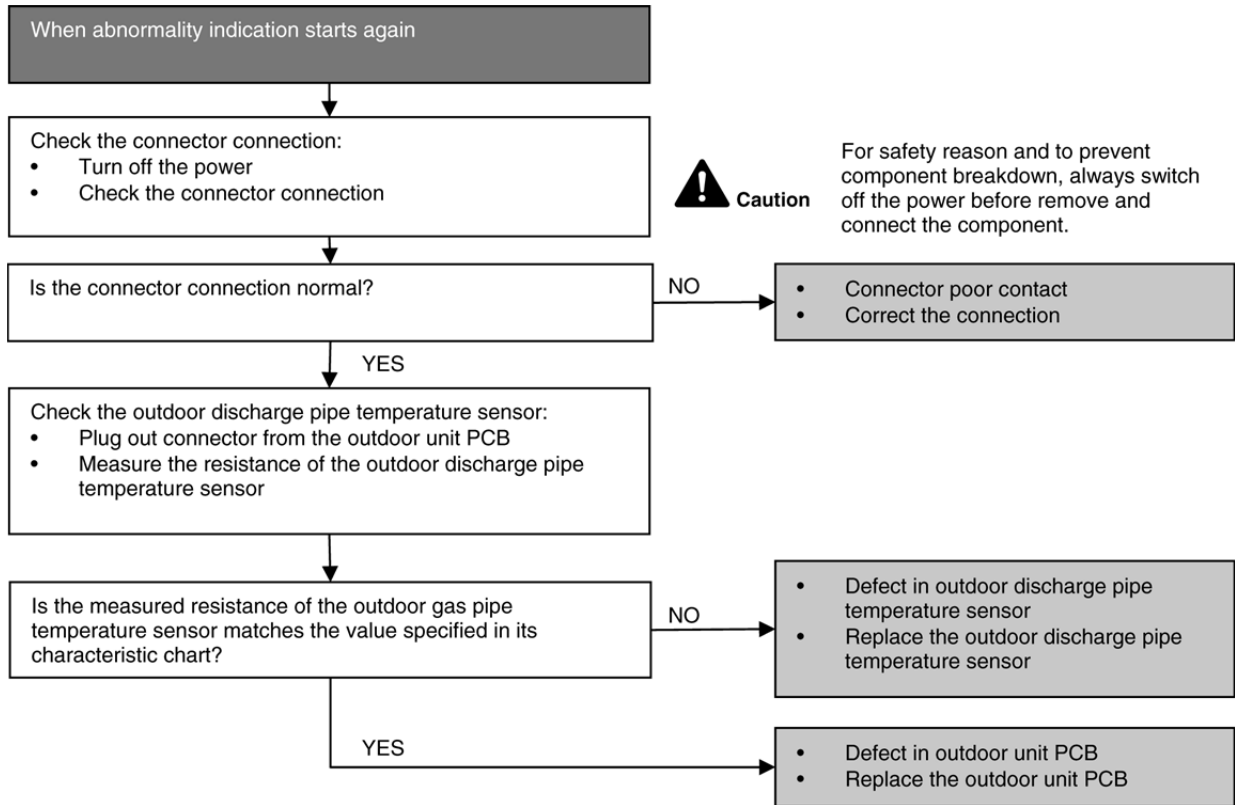 When abnormality indication starts again
Check the connector connection:
• Turn off the power
• Check the connector connection
Caution
For safety reason and to prevent
component breakdown, always switch
off the power before remove and
connect the component.
Is the connector connection normal?
NO
• Connector poor contact
• Correct the connection
YES
Check the outdoor discharge pipe temperature sensor:
• Plug out connector from the outdoor unit PCB
• Measure the resistance of the outdoor discharge pipe
temperature sensor
Is the measured resistance of the outdoor gas pipe
temperature sensor matches the value specified in its
characteristic chart?
NO
• Defect in outdoor discharge pipe
temperature sensor
• Replace the outdoor discharge pipe
temperature sensor
YES
• Defect in outdoor unit PCB
• Replace the outdoor unit PCB